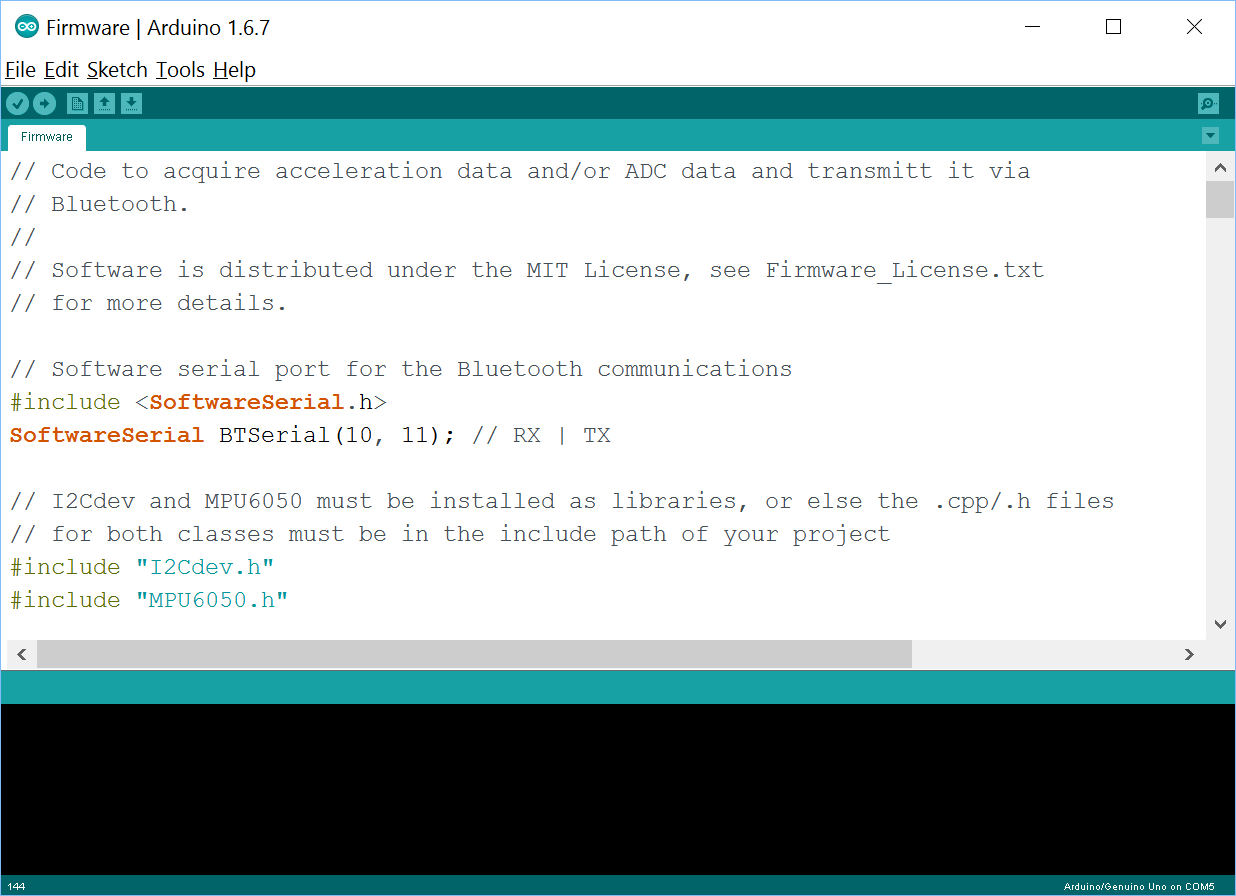 Firmware | Arduino 1.6.7
File Edit Sketch Tools Help
Firmware
// Code to acquire acceleration data and/or ADC data and transmitt it via
// Bluetooth.
//
// Software is distributed under the MIT License, see Firmware_License.txt
// for more details.
// Software serial port for the Bluetooth communications
#include <SoftwareSerial.h>
SoftwareSerial BTSerial(10, 11); // RX | TX
// I2Cdev and MPU6050 must be installed as libraries, or else the .cpp/.h files
// for both classes must be in the include path of your project
#include "I2Cdev.h"
#include "MPU6050.h"
144
Arduino/Genuino Uno on COM5